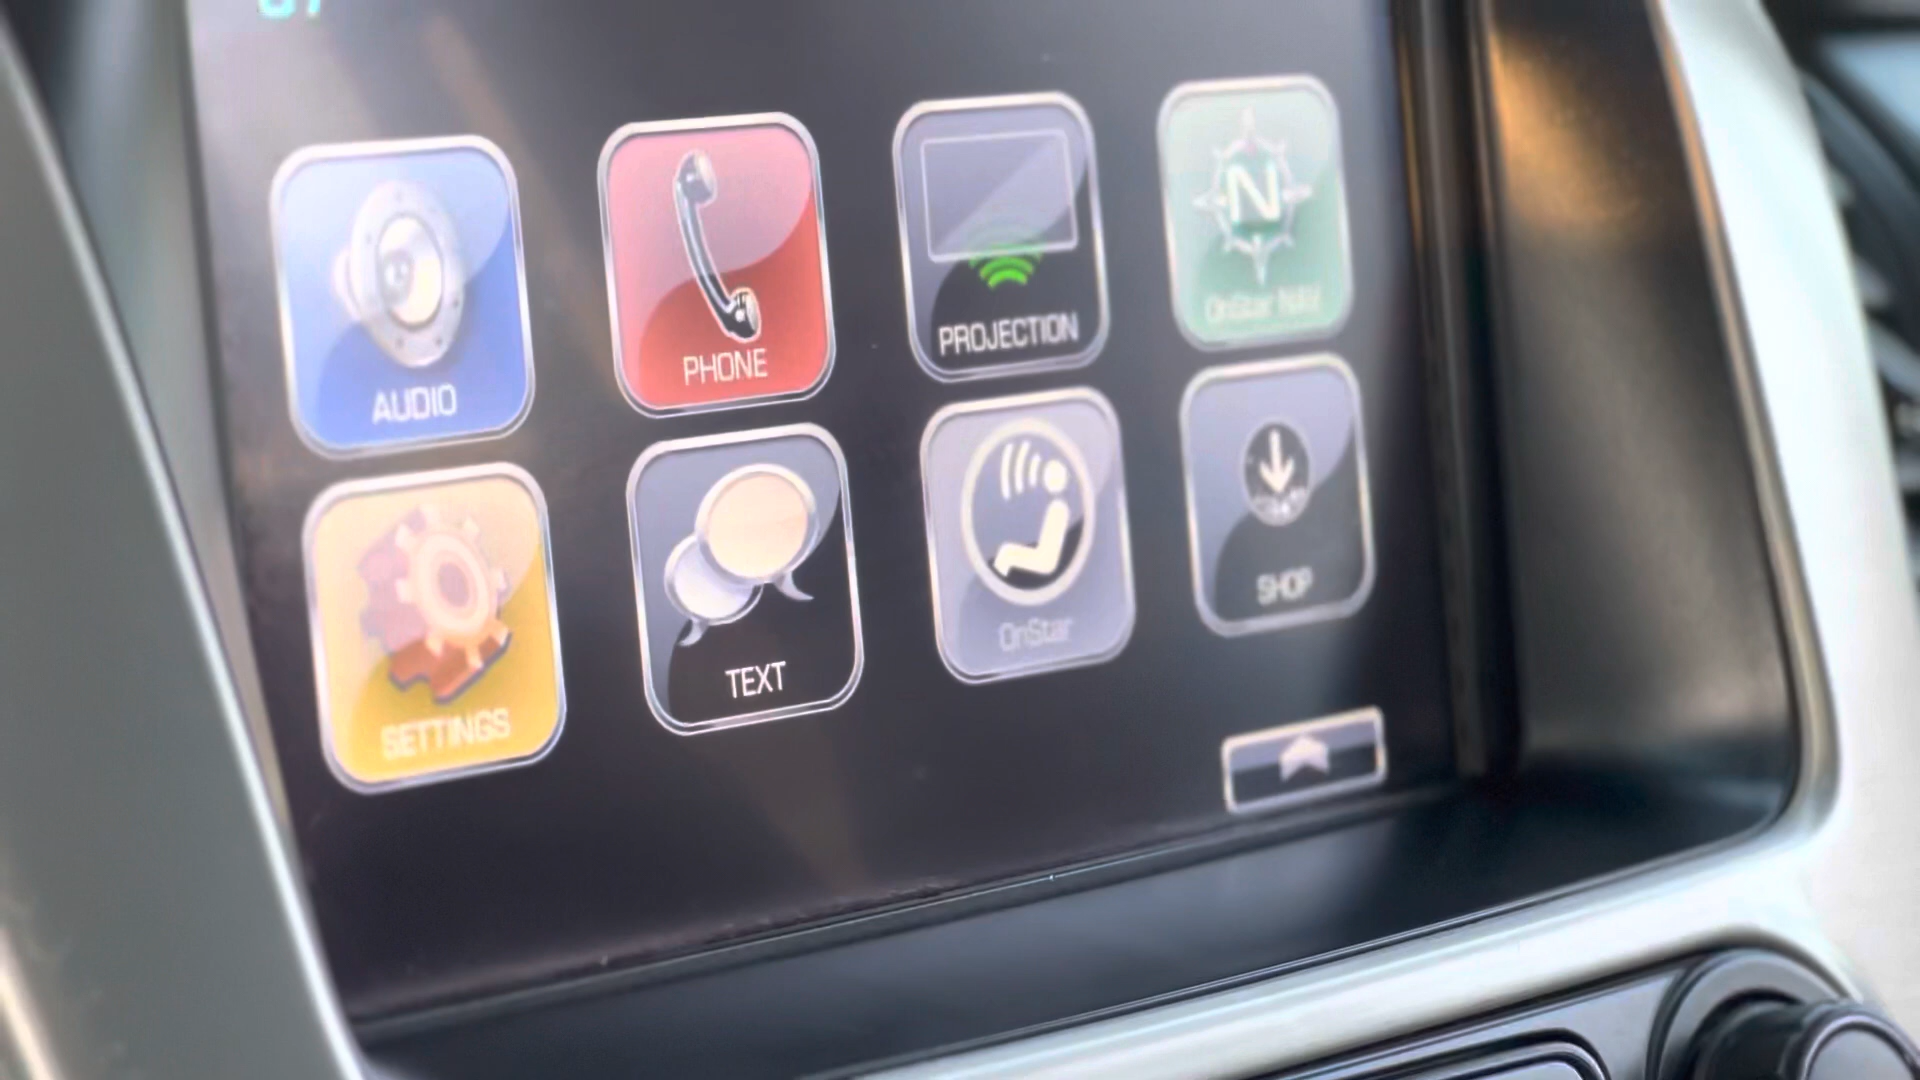 AUDIO
PHONE
PROJECTION
N
OnStar NAV
SETTINGS
TEXT
OnStar
SHOP